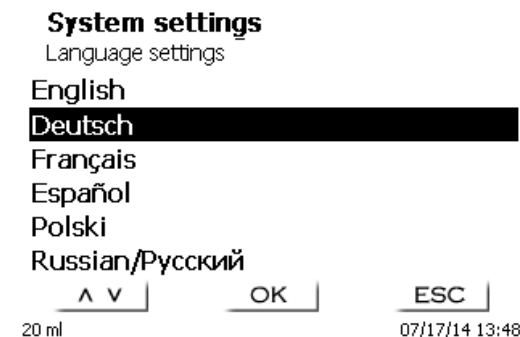 System settings
Language settings
English
Deutsch
Français
Español
Polski
Russian/Русский
∧ ∨ OK ESC
20 ml 07/17/14 13:48